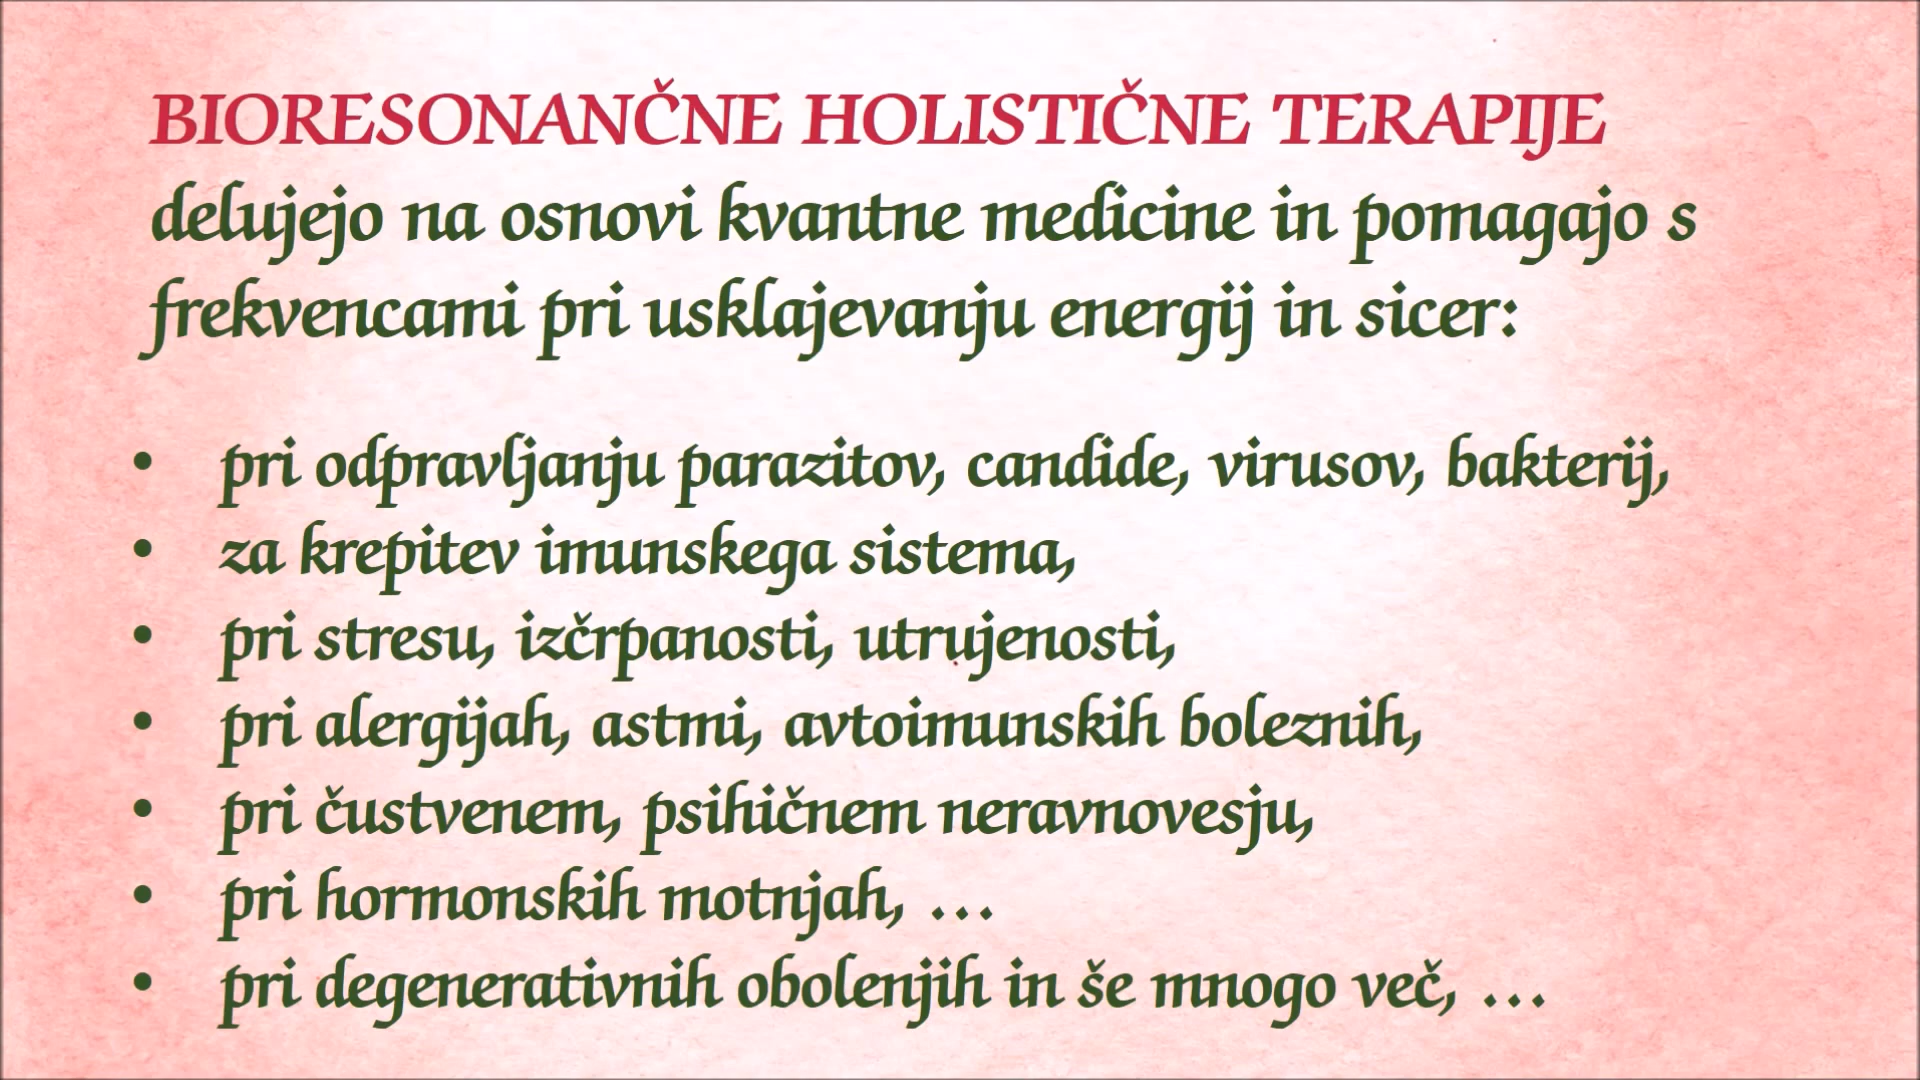 BIORESONANČNE HOLISTIČNE TERAPIJE
delujejo na osnovi kvantne medicine in pomagajo s
frekvencami pri usklajevanju energij in sicer:
• pri odpravljanju parazitov, candide, virusov, bakterij,
• za krepitev imunskega sistema,
• pri stresu, izčrpanosti, utrujenosti,
• pri alergijah, astmi, avtoimunskih boleznih,
• pri čustvenem, psihičnem neravnovesju,
• pri hormonskih motnjah, …
• pri degenerativnih obolenjih in še mnogo več, …